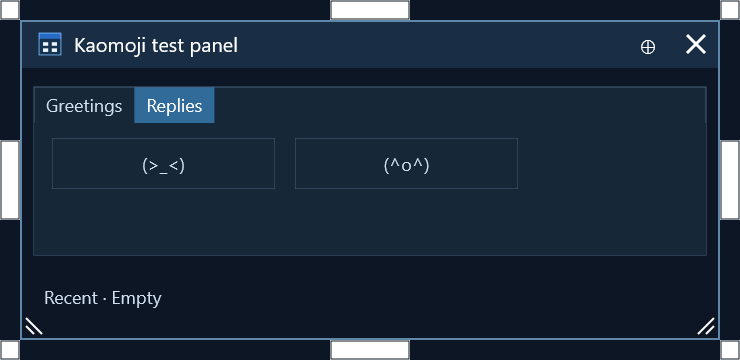 Kaomoji test panel
Greetings Replies
(>_<) (^o^)
Recent · Empty